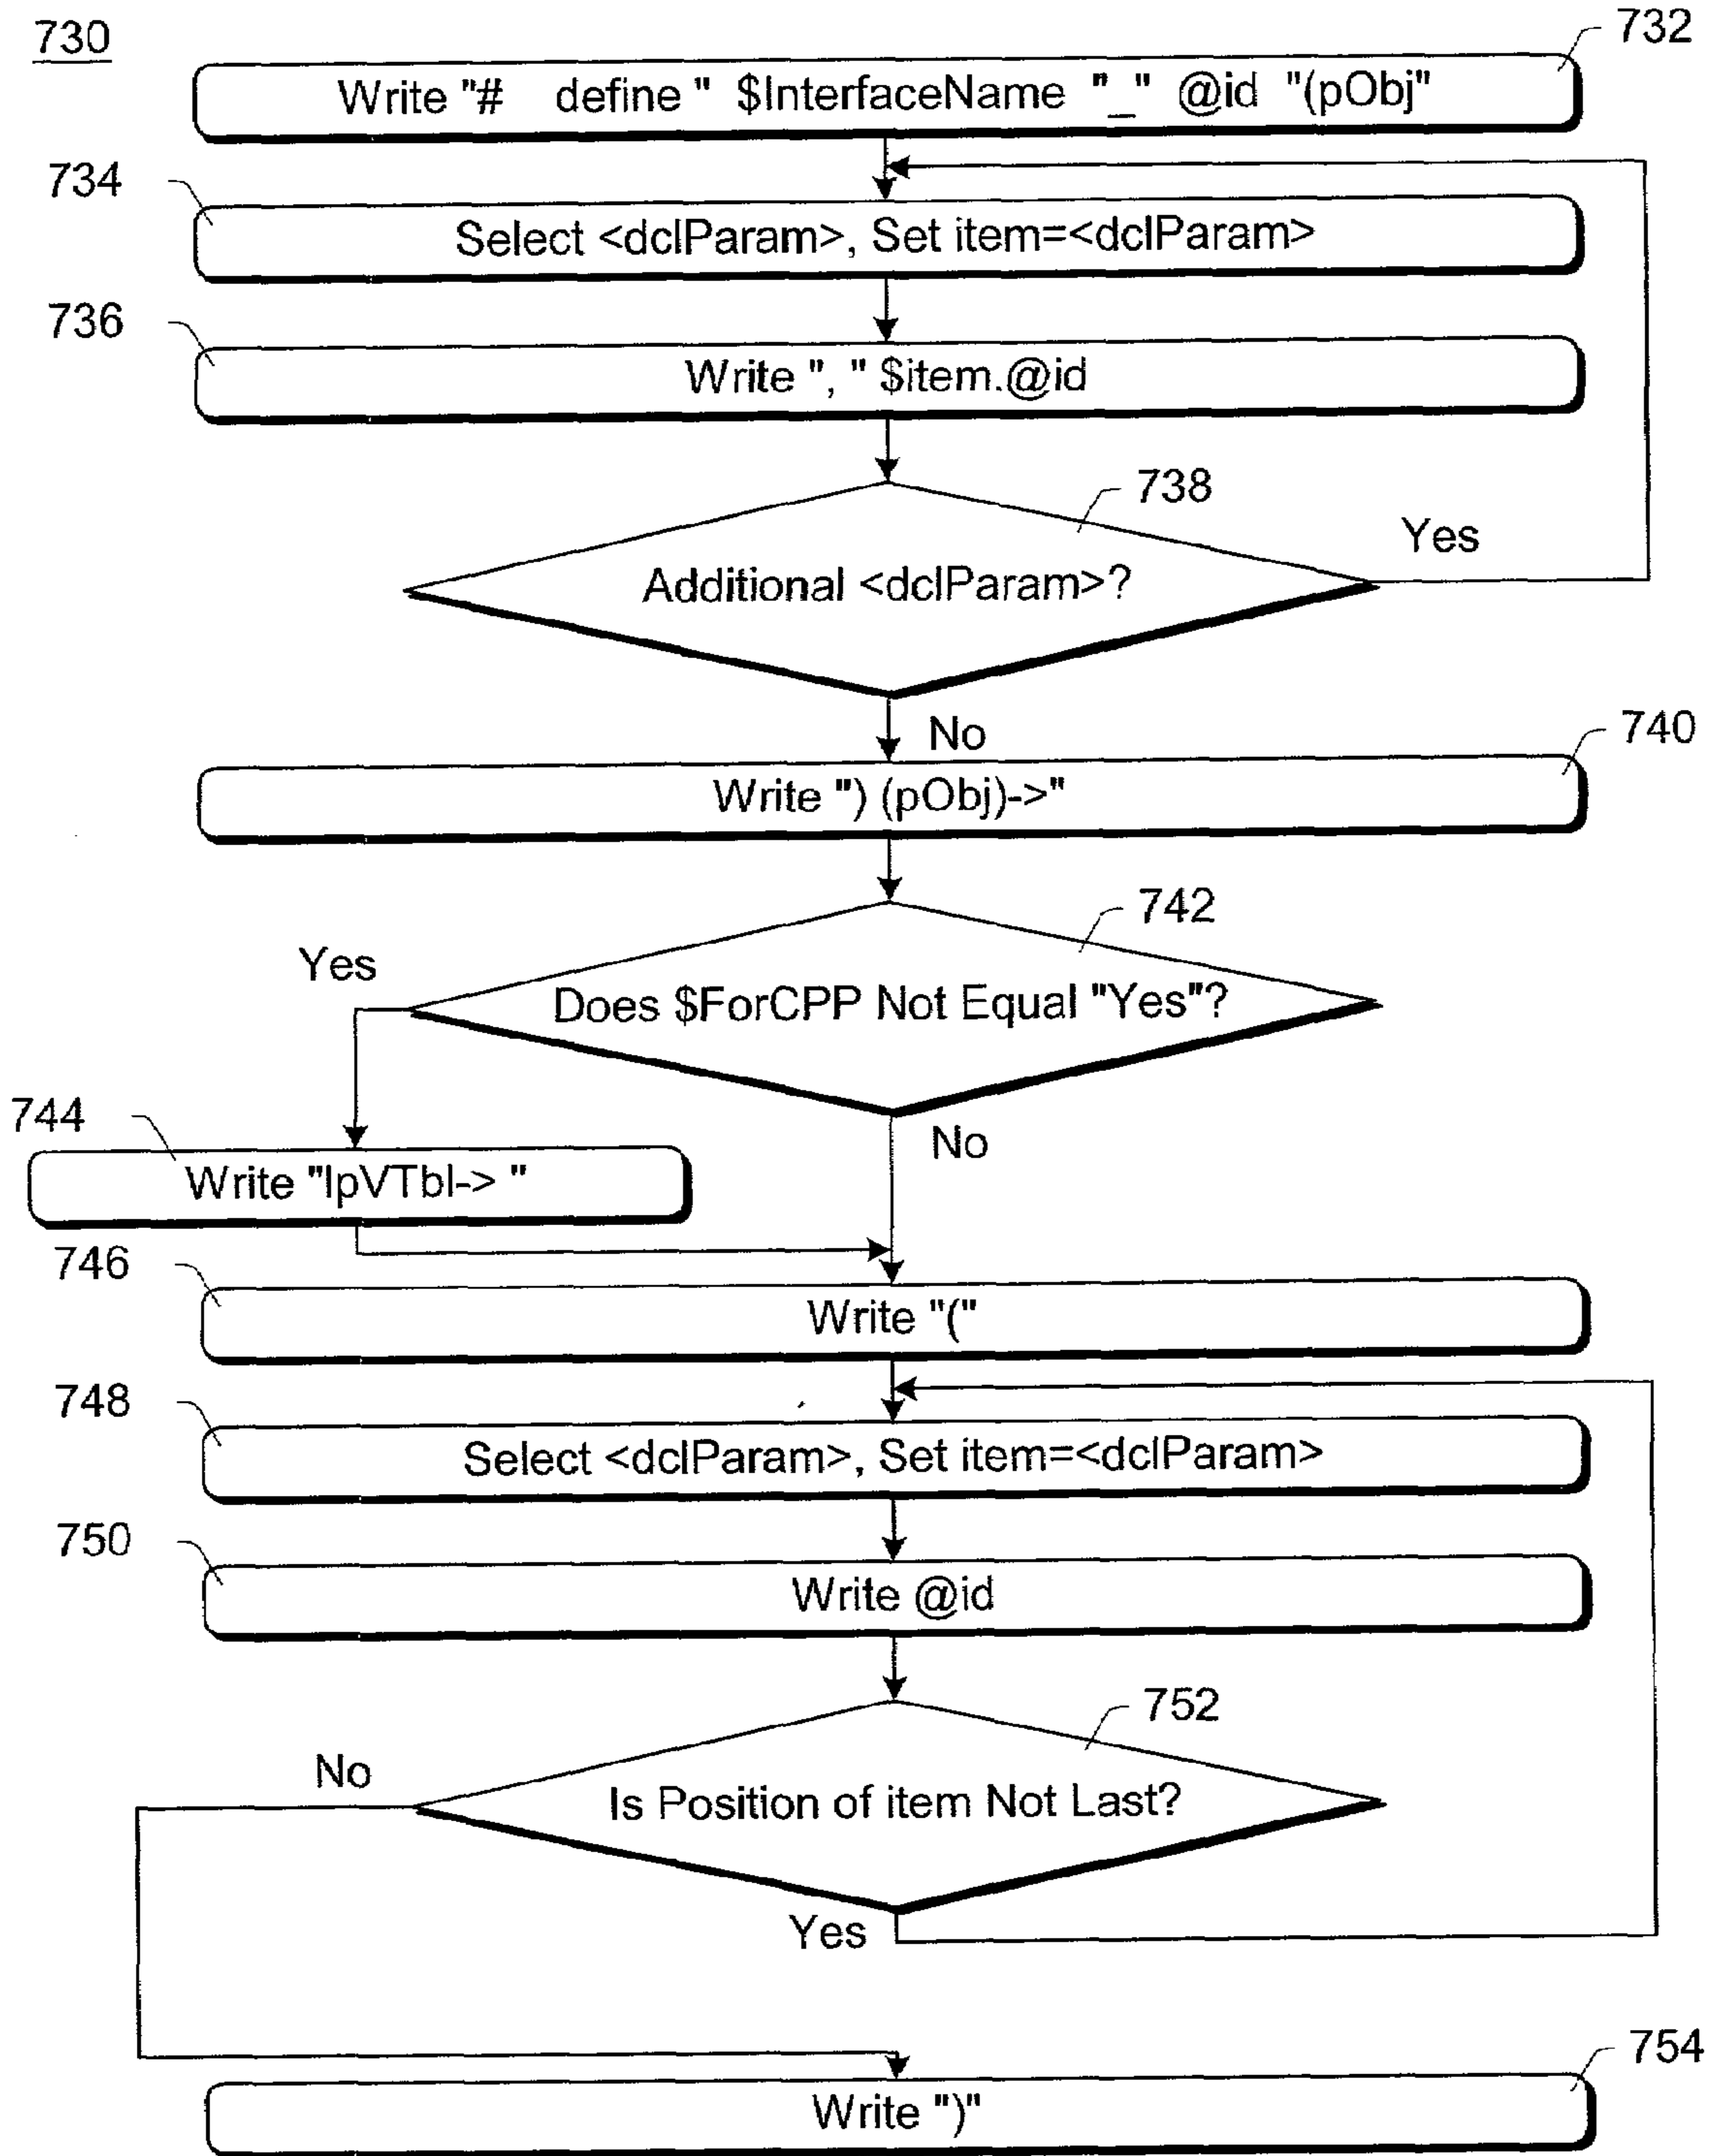 730
732
Write "#    define "  $InterfaceName  "_"  @id  "(pObj"
734
Select <dclParam>, Set item=<dclParam>
736
Write ", " $item.@id
738
Yes
Additional <dclParam>?
No
740
Write ") (pObj)->"
742
Yes
Does $ForCPP Not Equal "Yes"?
744
No
Write "lpVTbl-> "
746
Write "("
748
Select <dclParam>, Set item=<dclParam>
750
Write @id
752
No
Is Position of item Not Last?
Yes
754
Write ")"